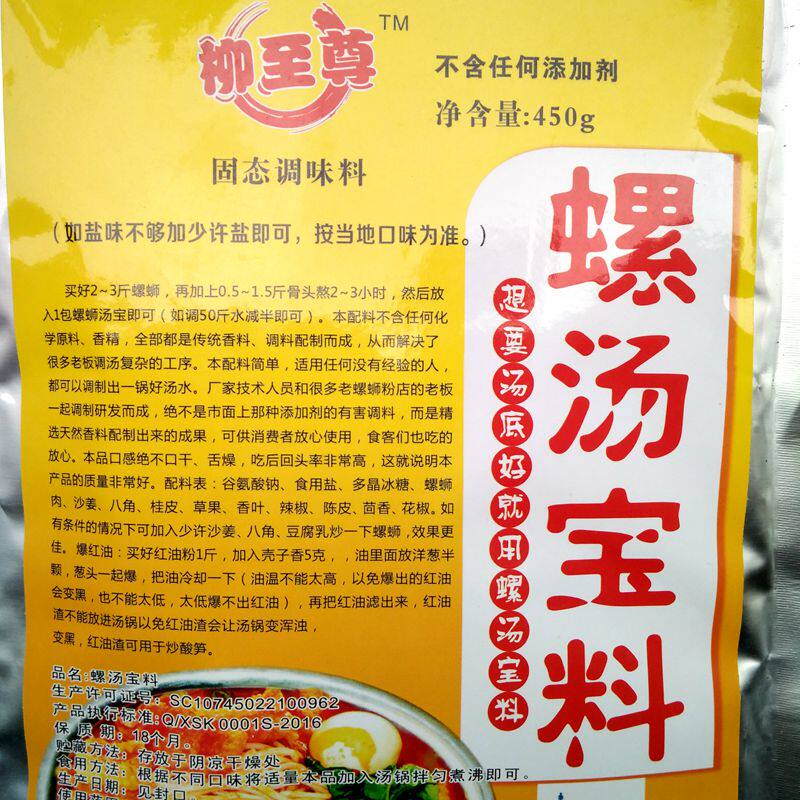 柳至尊
TM
不含任何添加剂
净含量:450g
固态调味料
(如盐味不够加少许盐即可，按当地口味为准。)
买好2~3斤螺蛳，再加上0.5~1.5斤骨头熬2~3小时，然后放
入1包螺蛳汤宝即可（如调50斤水减半即可）。本配料不含任何化
学原料、香精，全部都是传统香料、调料配制而成，从而解决了
很多老板调汤复杂的工序。本配料简单，适用任何没有经验的人，
都可以调制出一锅好汤水。厂家技术人员和很多老螺蛳粉店的老板
一起调制研发而成，绝不是市面上那种添加剂的有害调料，而是精
选天然香料配制出来的成果，可供消费者放心使用，食客们也吃的
放心。本品口感绝不口干、舌燥，吃后回头率非常高，这就说明本
产品的质量非常好。配料表：谷氨酸钠、食用盐、多晶冰糖、螺蛳
肉、沙姜、八角、桂皮、草果、香叶、辣椒、陈皮、茴香、花椒。如
有条件的情况下可加入少许沙姜、八角、豆腐乳炒一下螺蛳，效果更
佳。爆红油：买好红油粉1斤，加入壳子香5克，，油里面放洋葱半
颗，葱头一起爆，把油冷却一下（油温不能太高，以免爆出的红油
会变黑，也不能太低，太低爆不出红油），再把红油滤出来，红油
渣不能放进汤锅以免红油渣会让汤锅变浑浊，
变黑，红油渣可用于炒酸笋。
螺汤宝料
想要汤底好就用螺汤宝料
品名:螺汤宝料
生产许可证号：SC10745022100962
产品执行标准:Q/XSK 0001S-2016
保 质 期：18个月。
贮藏方法：存放于阴凉干燥处
食用方法：根据不同口味将适量本品加入汤锅拌匀煮沸即可。
生产日期：见封口